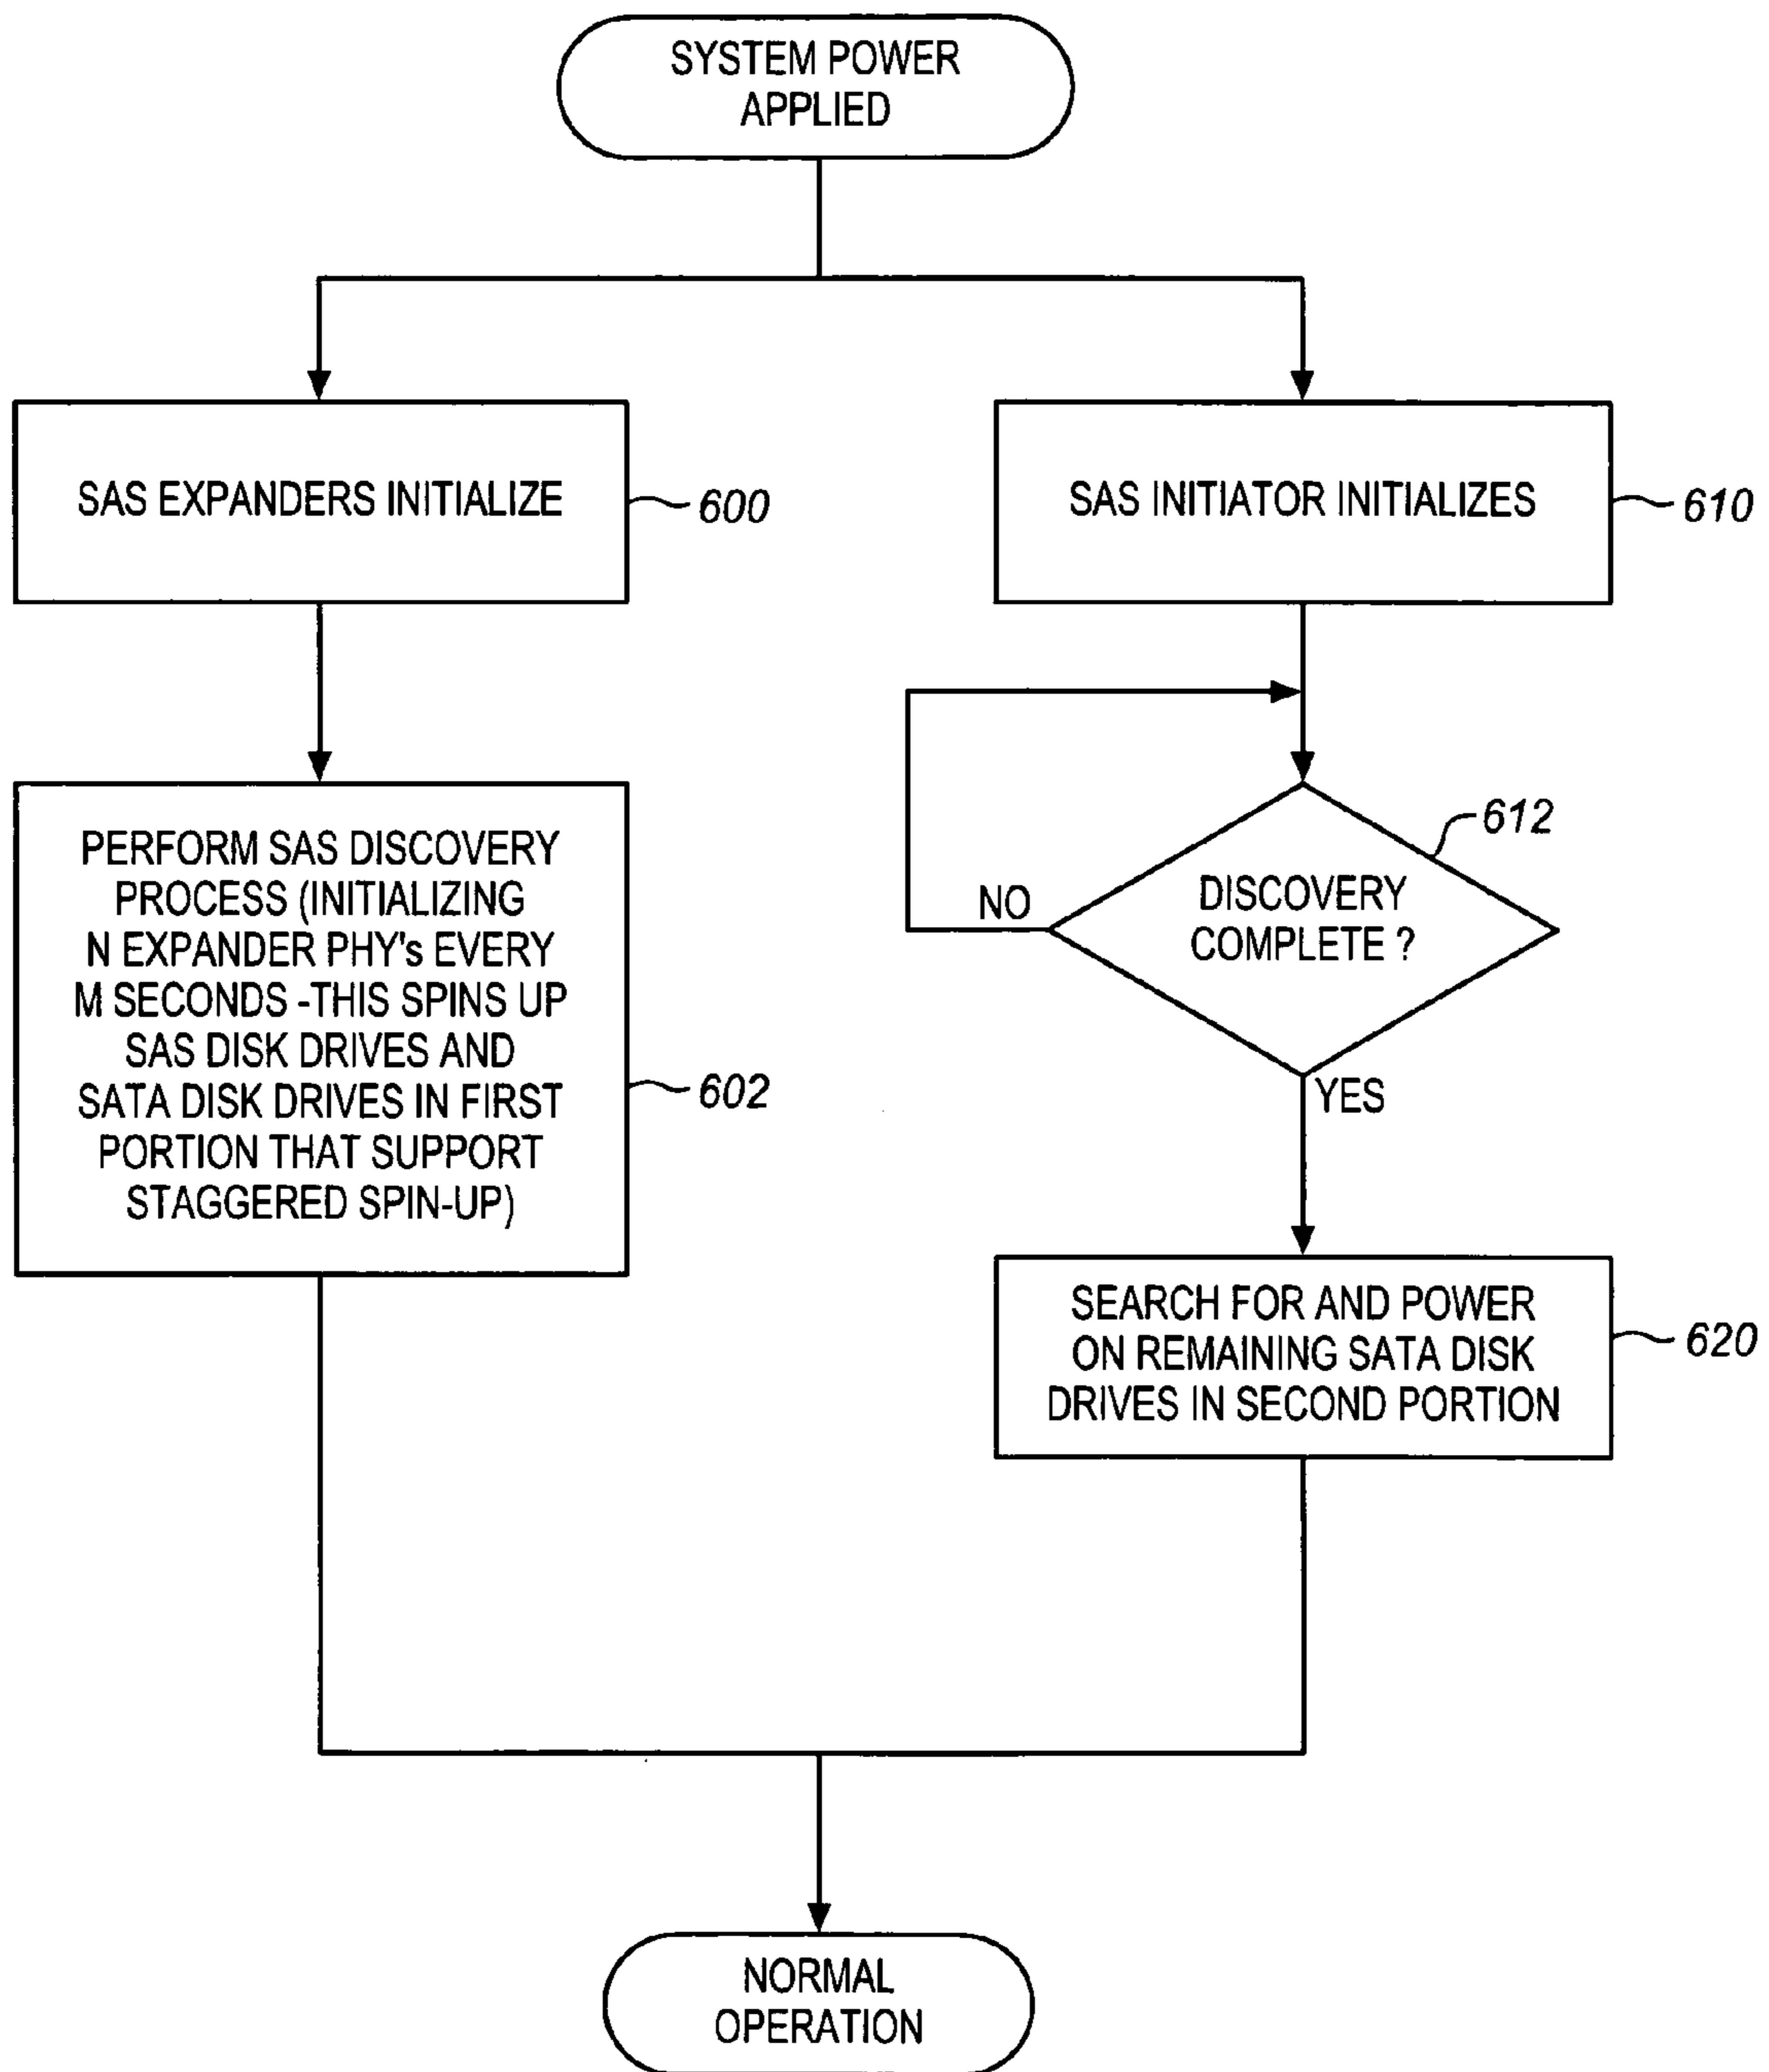 SYSTEM POWER
APPLIED
SAS EXPANDERS INITIALIZE
600
SAS INITIATOR INITIALIZES
610
PERFORM SAS DISCOVERY
PROCESS (INITIALIZING
N EXPANDER PHY's EVERY
M SECONDS -THIS SPINS UP
SAS DISK DRIVES AND
SATA DISK DRIVES IN FIRST
PORTION THAT SUPPORT
STAGGERED SPIN-UP)
602
612
DISCOVERY
COMPLETE ?
NO
YES
SEARCH FOR AND POWER
ON REMAINING SATA DISK
DRIVES IN SECOND PORTION
620
NORMAL
OPERATION